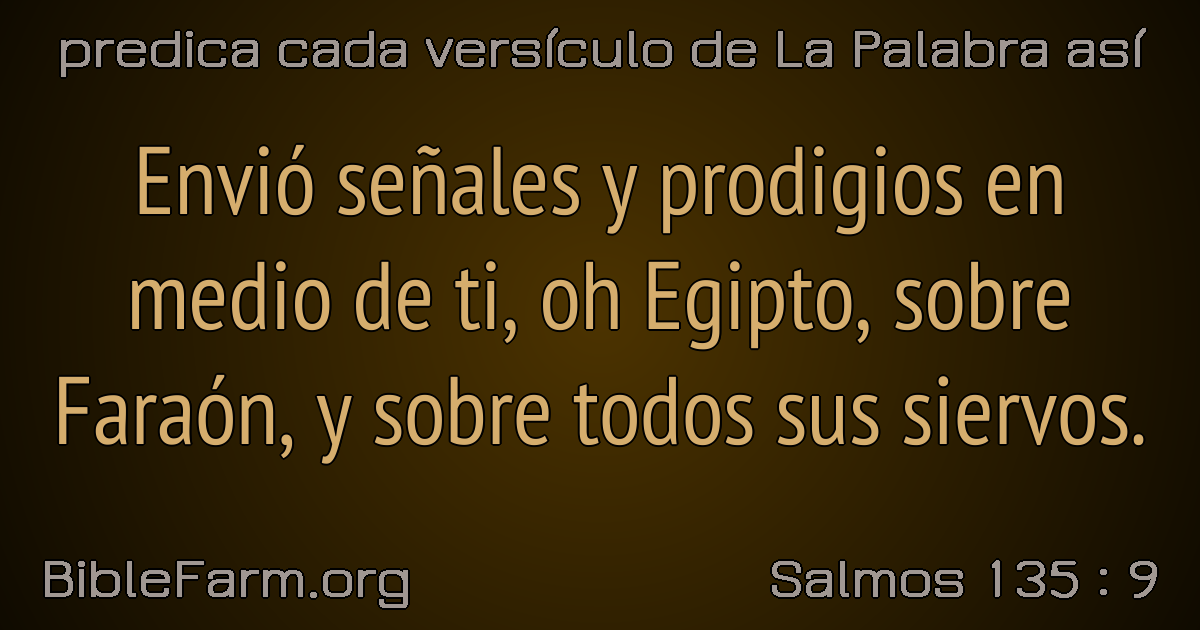 predica cada versículo de La Palabra así
Envió señales y prodigios en
medio de ti, oh Egipto, sobre
Faraón, y sobre todos sus siervos.
BibleFarm.org
Salmos 135 : 9